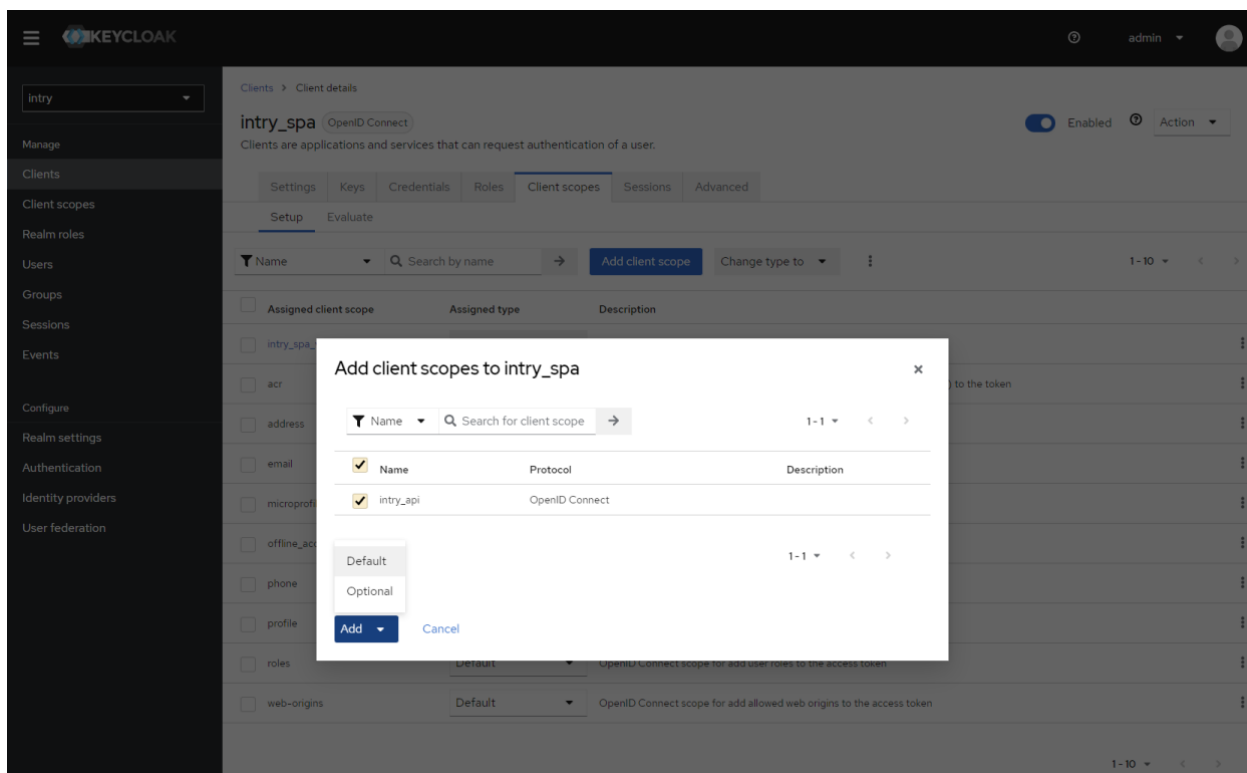 KEYCLOAK
admin
intry
Manage
Clients
Client scopes
Realm roles
Users
Groups
Sessions
Events
Configure
Realm settings
Authentication
Identity providers
User federation
Clients > Client details
intry_spa OpenID Connect
Enabled Action
Clients are applications and services that can request authentication of a user.
Settings Keys Credentials Roles Client scopes Sessions Advanced
Setup Evaluate
Name Search by name Add client scope Change type to 1-10
Assigned client scope Assigned type Description
intry_spa_
acr ) to the token
address
email
microprofi
offline_acc
phone
profile
roles Default OpenID Connect scope for add user roles to the access token
web-origins Default OpenID Connect scope for add allowed web origins to the access token
1-10
Add client scopes to intry_spa
Name Search for client scope 1-1
Name Protocol Description
intry_api OpenID Connect
1-1
Default
Optional
Add Cancel